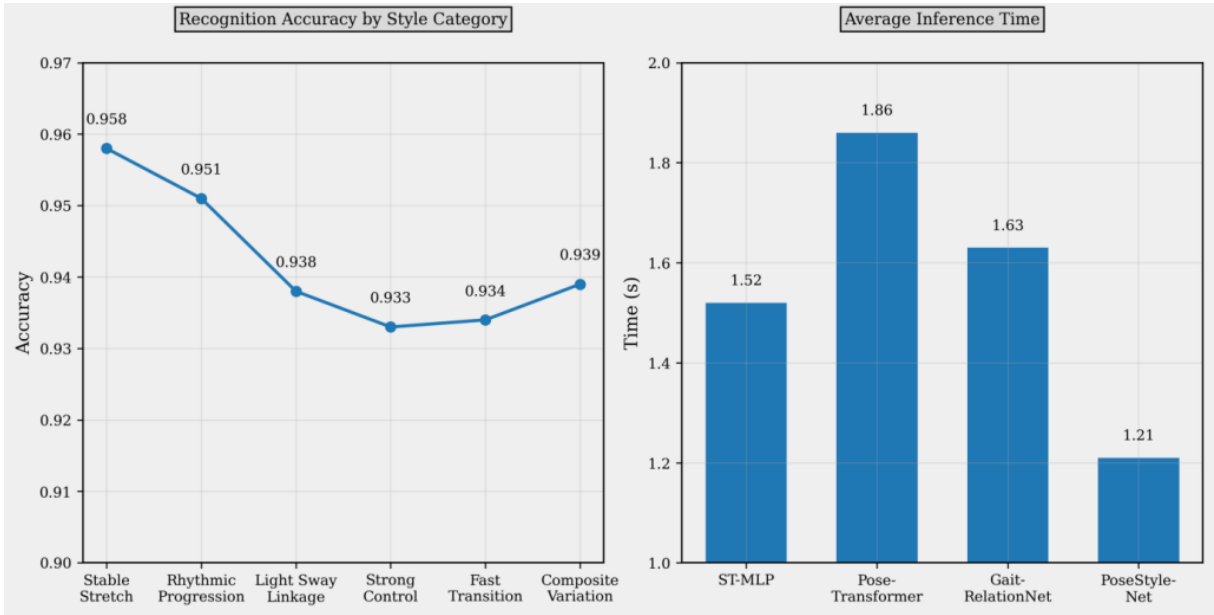 Recognition Accuracy by Style Category
0.97
0.96
0.95
0.94
0.93
0.92
0.91
0.90
Accuracy
0.958
0.951
0.938
0.933
0.934
0.939
Stable
Stretch
Rhythmic
Progression
Light Sway
Linkage
Strong
Control
Fast
Transition
Composite
Variation
Average Inference Time
2.0
1.8
1.6
1.4
1.2
1.0
Time (s)
1.52
1.86
1.63
1.21
ST-MLP
Pose-
Transformer
Gait-
RelationNet
PoseStyle-
Net